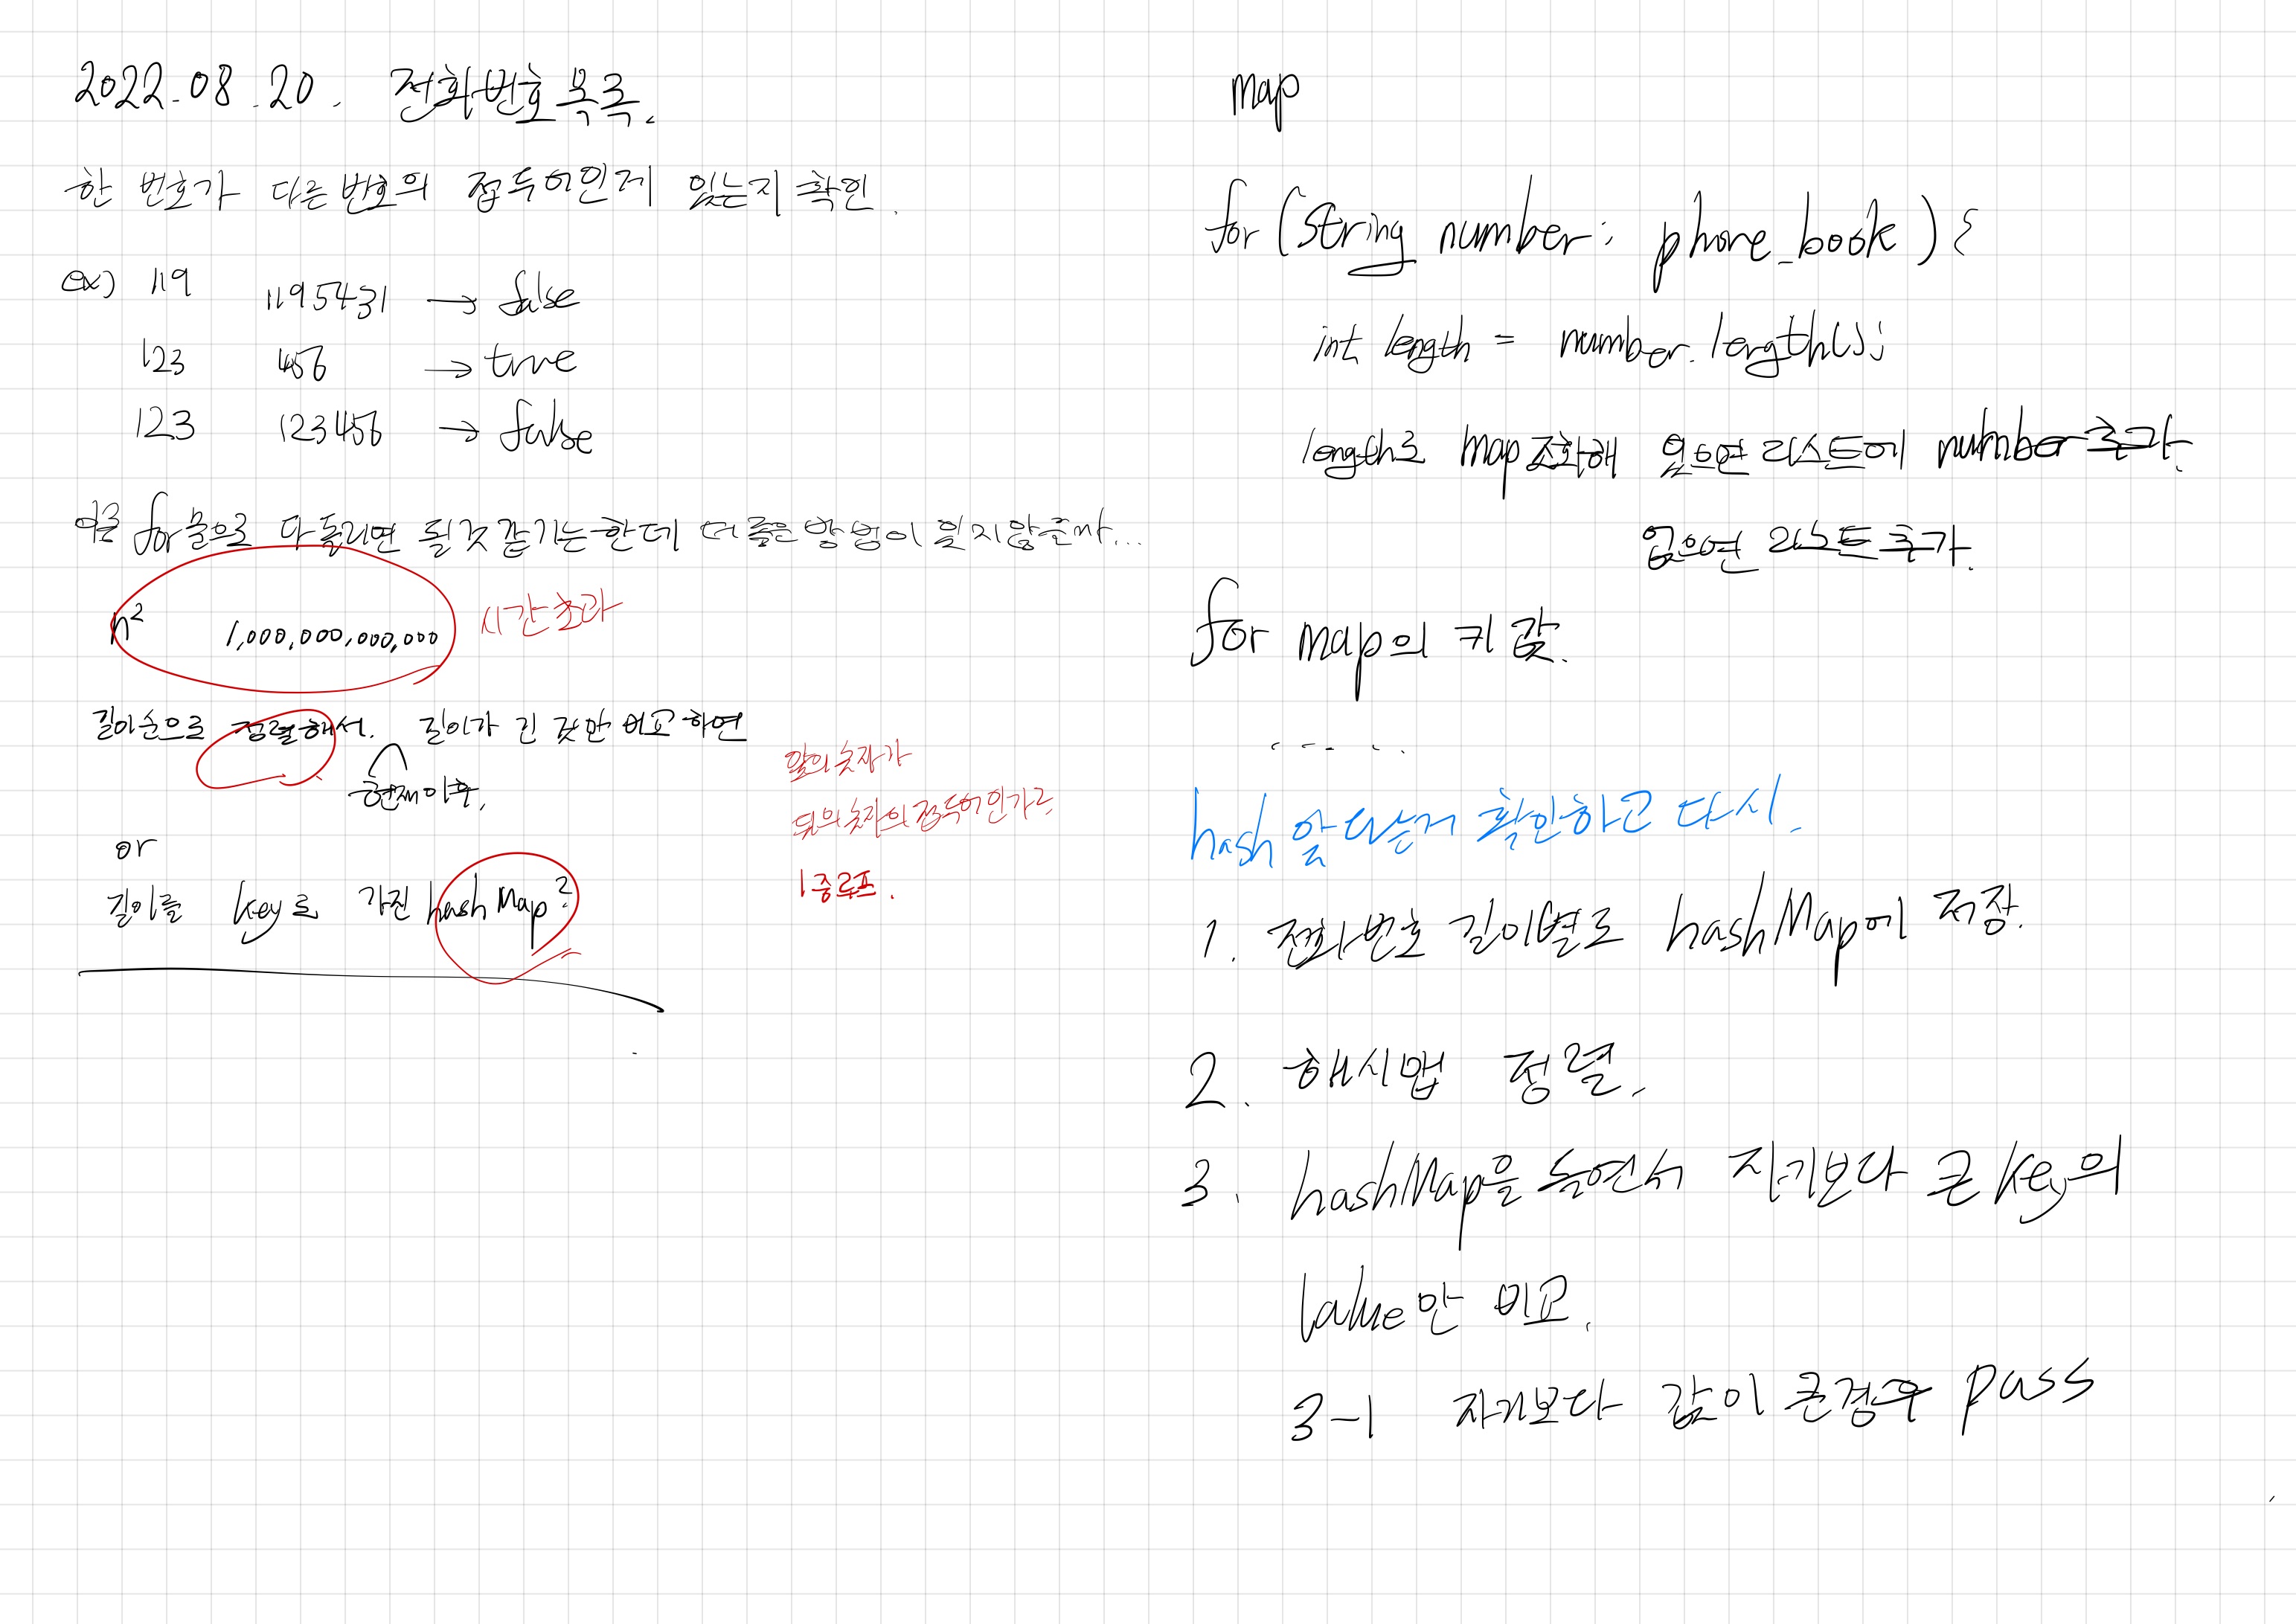 2022.08.20. 전화번호 목록.
한 번호가 다른 번호의 접두어인게 있는지 확인.
ex) 119 1195431 → false
123 456 → true
123 123456 → false
이중 for문으로 다 돌리면 될것 같기는 한데 더 좋은 방법이 있지 않을까...
n² 1,000,000,000,000 시간초과
길이순으로 정렬해서. 길이가 긴 것만 비교하면
현재 이후.
앞의 숫자가
뒤의 숫자의 접두어인가로
1중루프.
or
길이를 key로 가진 hashMap?
map
for (String number: phone_book) {
int length = number.length();
length로 map 조회해 있으면 리스트에 number 추가.
없으면 리스트 추가.
for map의 키 값.
......
hash 맞다는거 확인하고 다시.
1. 전화번호 길이별로 hashMap에 저장.
2. 해시맵 정렬.
3. hashMap을 돌면서 자기보다 큰 key의
value만 비교.
3-1 자기보다 값이 큰경우 pass